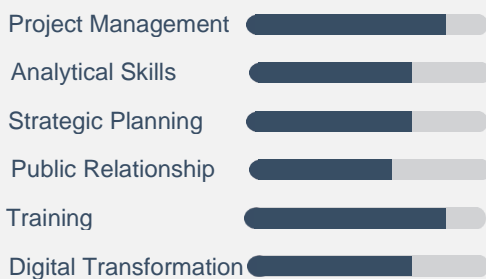 Project Management
Analytical Skills
Strategic Planning
Public Relationship
Training
Digital Transformation